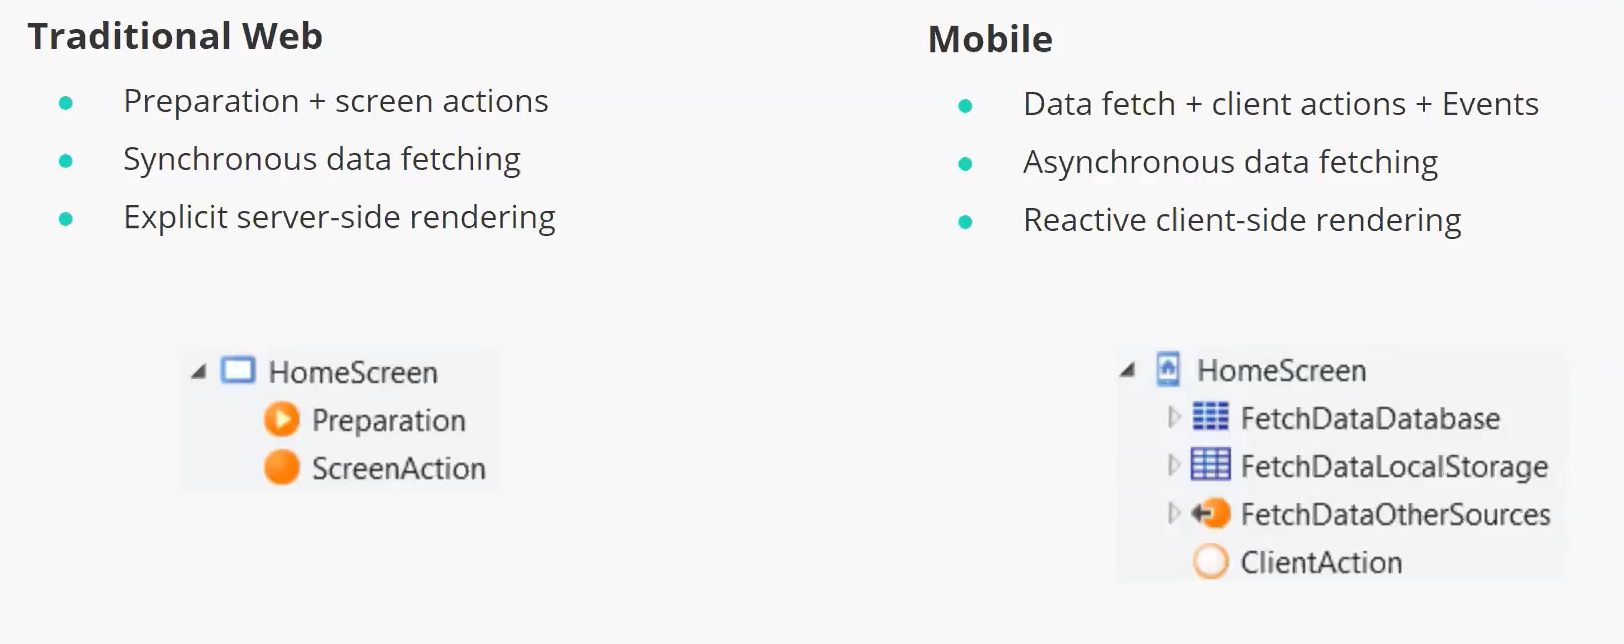 Traditional Web
Preparation + screen actions
Synchronous data fetching
Explicit server-side rendering
HomeScreen
Preparation
ScreenAction
Mobile
Data fetch + client actions + Events
Asynchronous data fetching
Reactive client-side rendering
HomeScreen
FetchDataDatabase
FetchDataLocalStorage
FetchDataOtherSources
ClientAction